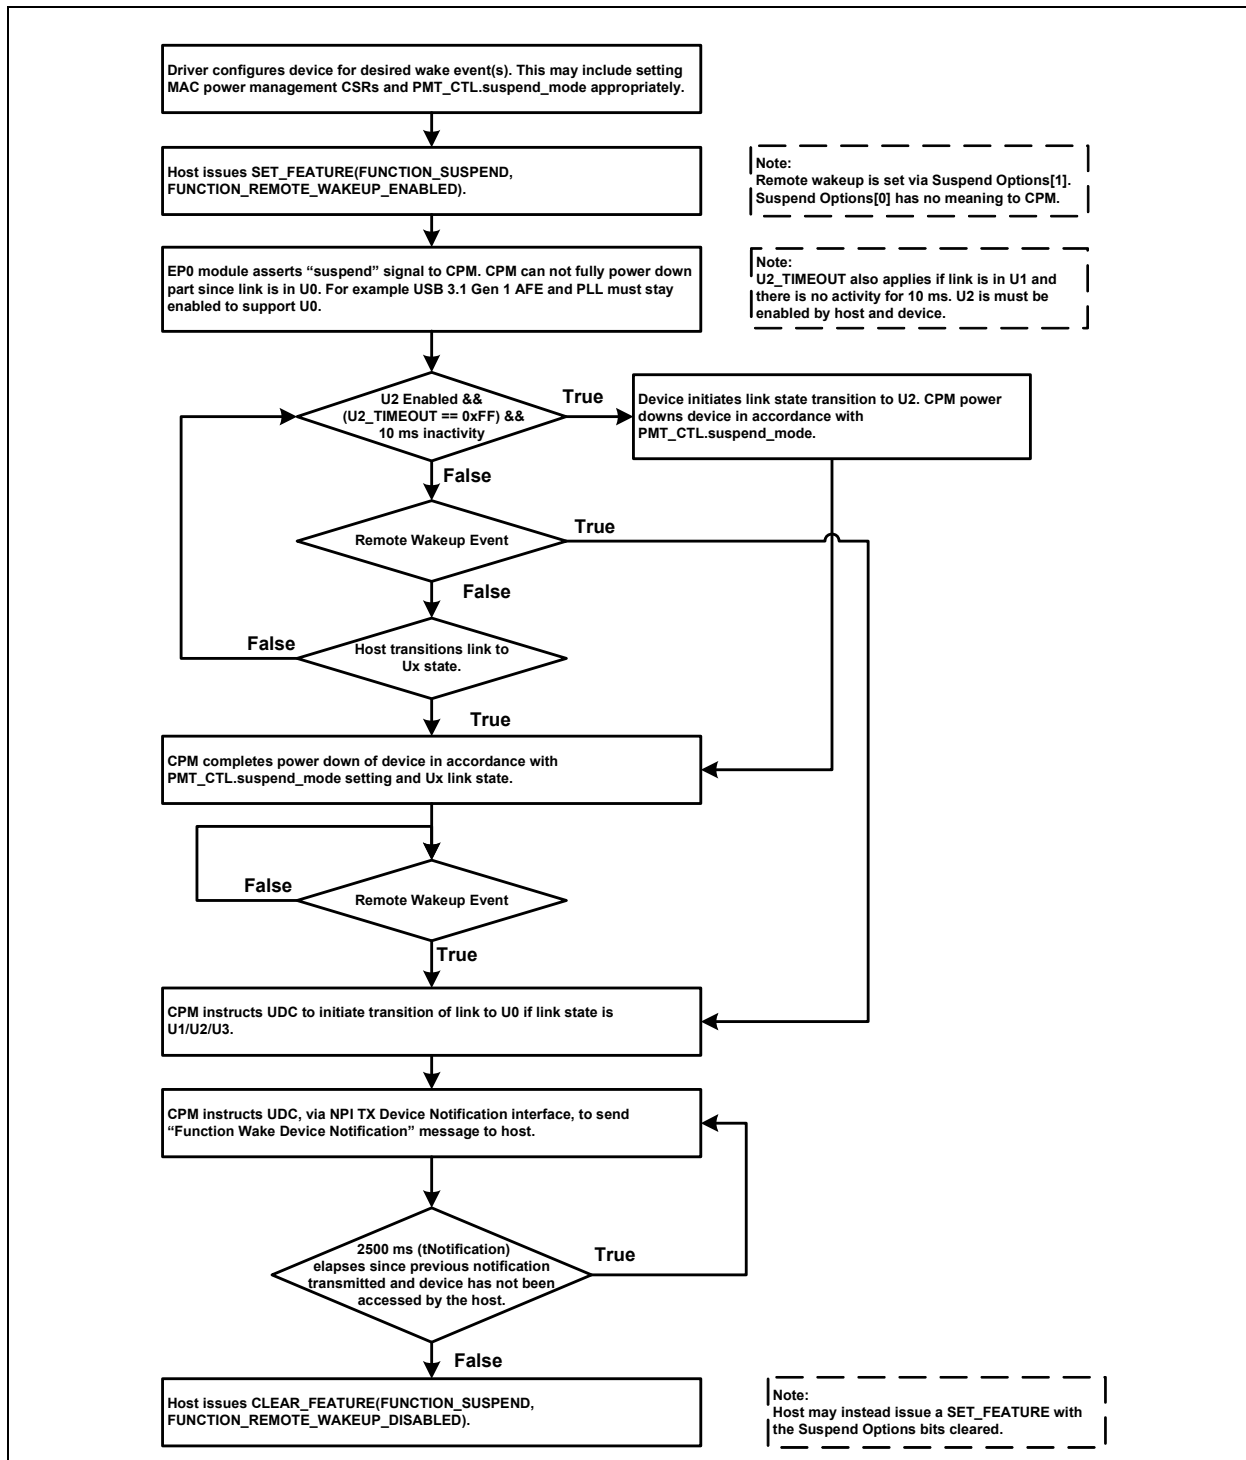 Driver configures device for desired wake event(s). This may include setting
MAC power management CSRs and PMT_CTL.suspend_mode appropriately.
Host issues SET_FEATURE(FUNCTION_SUSPEND,
FUNCTION_REMOTE_WAKEUP_ENABLED).
Note:
Remote wakeup is set via Suspend Options[1].
Suspend Options[0] has no meaning to CPM.
EP0 module asserts “suspend” signal to CPM. CPM can not fully power down
part since link is in U0. For example USB 3.1 Gen 1 AFE and PLL must stay
enabled to support U0.
Note:
U2_TIMEOUT also applies if link is in U1 and
there is no activity for 10 ms. U2 is must be
enabled by host and device.
U2 Enabled &&
(U2_TIMEOUT == 0xFF) &&
10 ms inactivity
True
Device initiates link state transition to U2. CPM power
downs device in accordance with
PMT_CTL.suspend_mode.
False
Remote Wakeup Event
True
False
Host transitions link to
Ux state.
False
True
CPM completes power down of device in accordance with
PMT_CTL.suspend_mode setting and Ux link state.
Remote Wakeup Event
False
True
CPM instructs UDC to initiate transition of link to U0 if link state is
U1/U2/U3.
CPM instructs UDC, via NPI TX Device Notification interface, to send
“Function Wake Device Notification” message to host.
2500 ms (tNotification)
elapses since previous notification
transmitted and device has not been
accessed by the host.
True
False
Host issues CLEAR_FEATURE(FUNCTION_SUSPEND,
FUNCTION_REMOTE_WAKEUP_DISABLED).
Note:
Host may instead issue a SET_FEATURE with
the Suspend Options bits cleared.